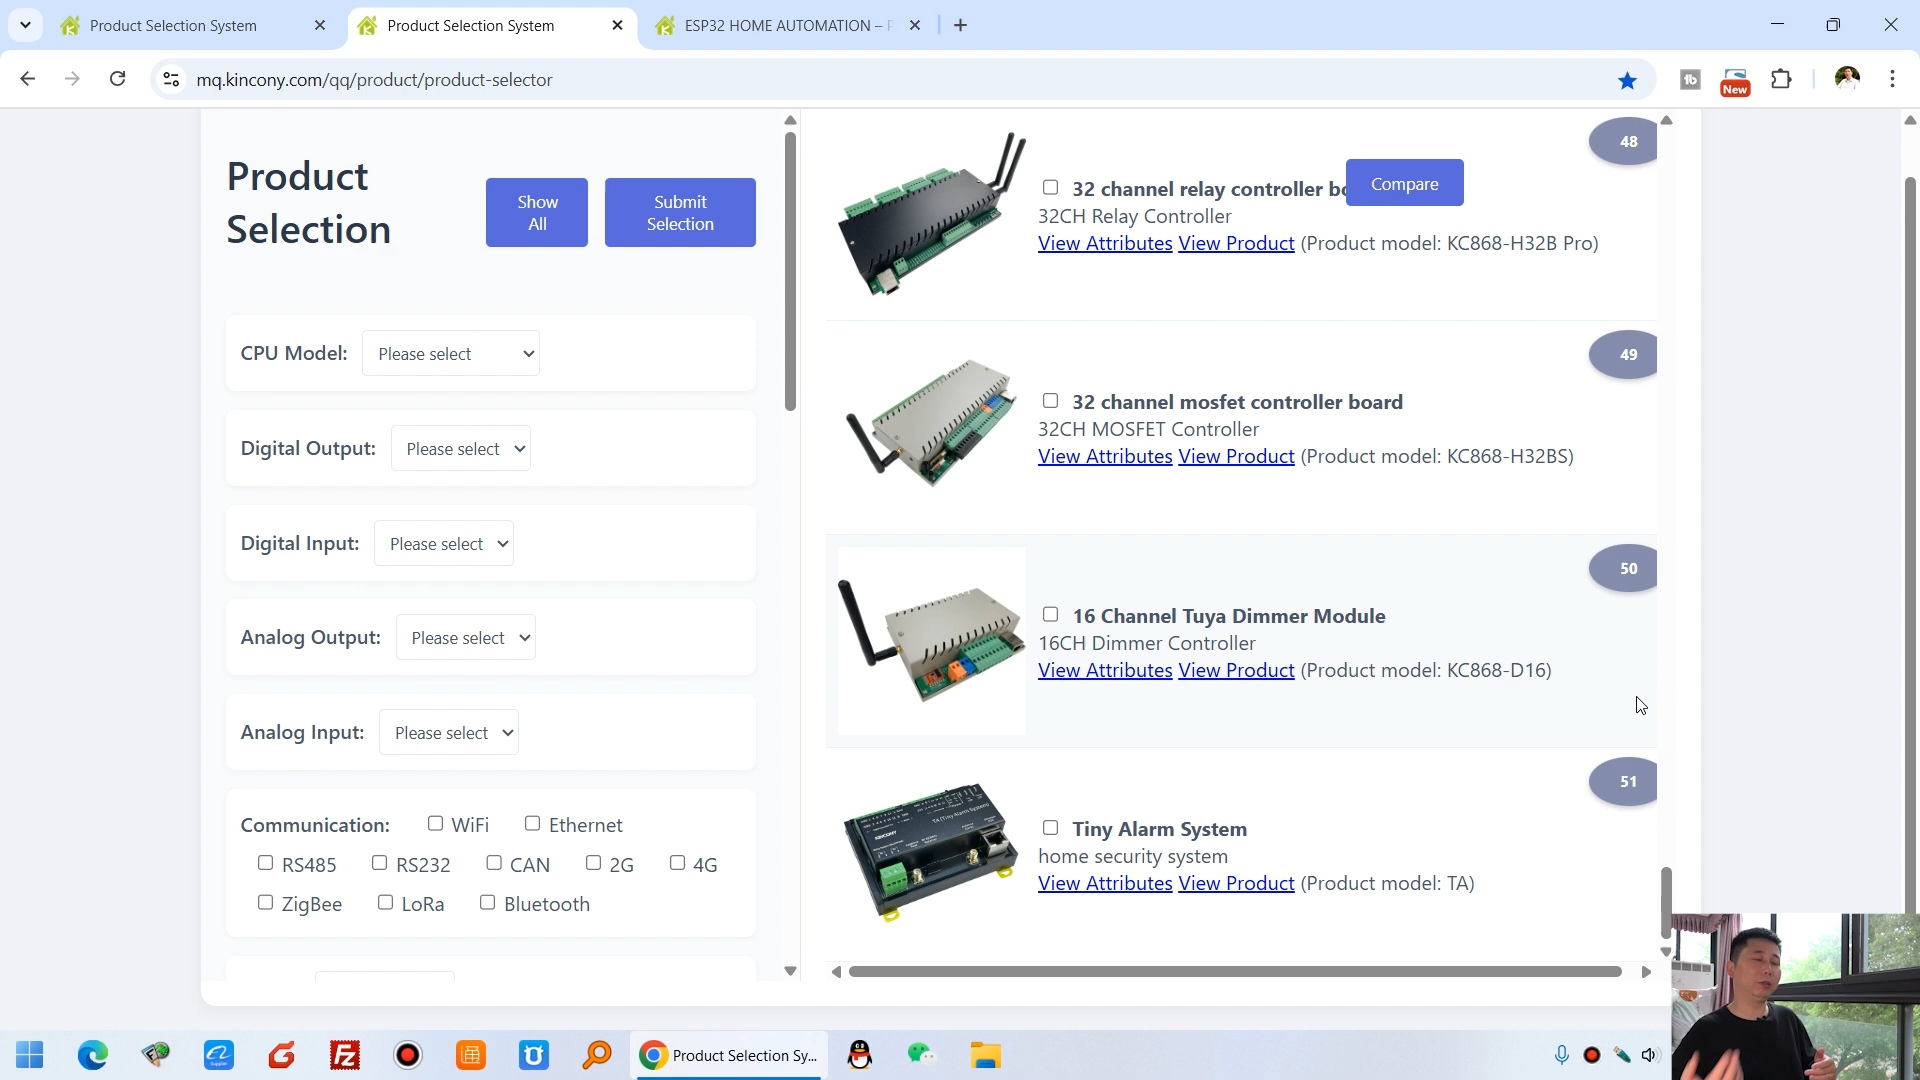 Product Selection System
Product Selection System
ESP32 HOME AUTOMATION –
mq.kincony.com/qq/product/product-selector
New
Product
Selection
Show
All
Submit
Selection
CPU Model:
Please select
Digital Output:
Please select
Digital Input:
Please select
Analog Output:
Please select
Analog Input:
Please select
Communication:
WiFi
Ethernet
RS485
RS232
CAN
2G
4G
ZigBee
LoRa
Bluetooth
48
32 channel relay controller bo
Compare
32CH Relay Controller
View Attributes View Product (Product model: KC868-H32B Pro)
49
32 channel mosfet controller board
32CH MOSFET Controller
View Attributes View Product (Product model: KC868-H32BS)
50
16 Channel Tuya Dimmer Module
16CH Dimmer Controller
View Attributes View Product (Product model: KC868-D16)
51
Tiny Alarm System
home security system
View Attributes View Product (Product model: TA)
Product Selection Sy...